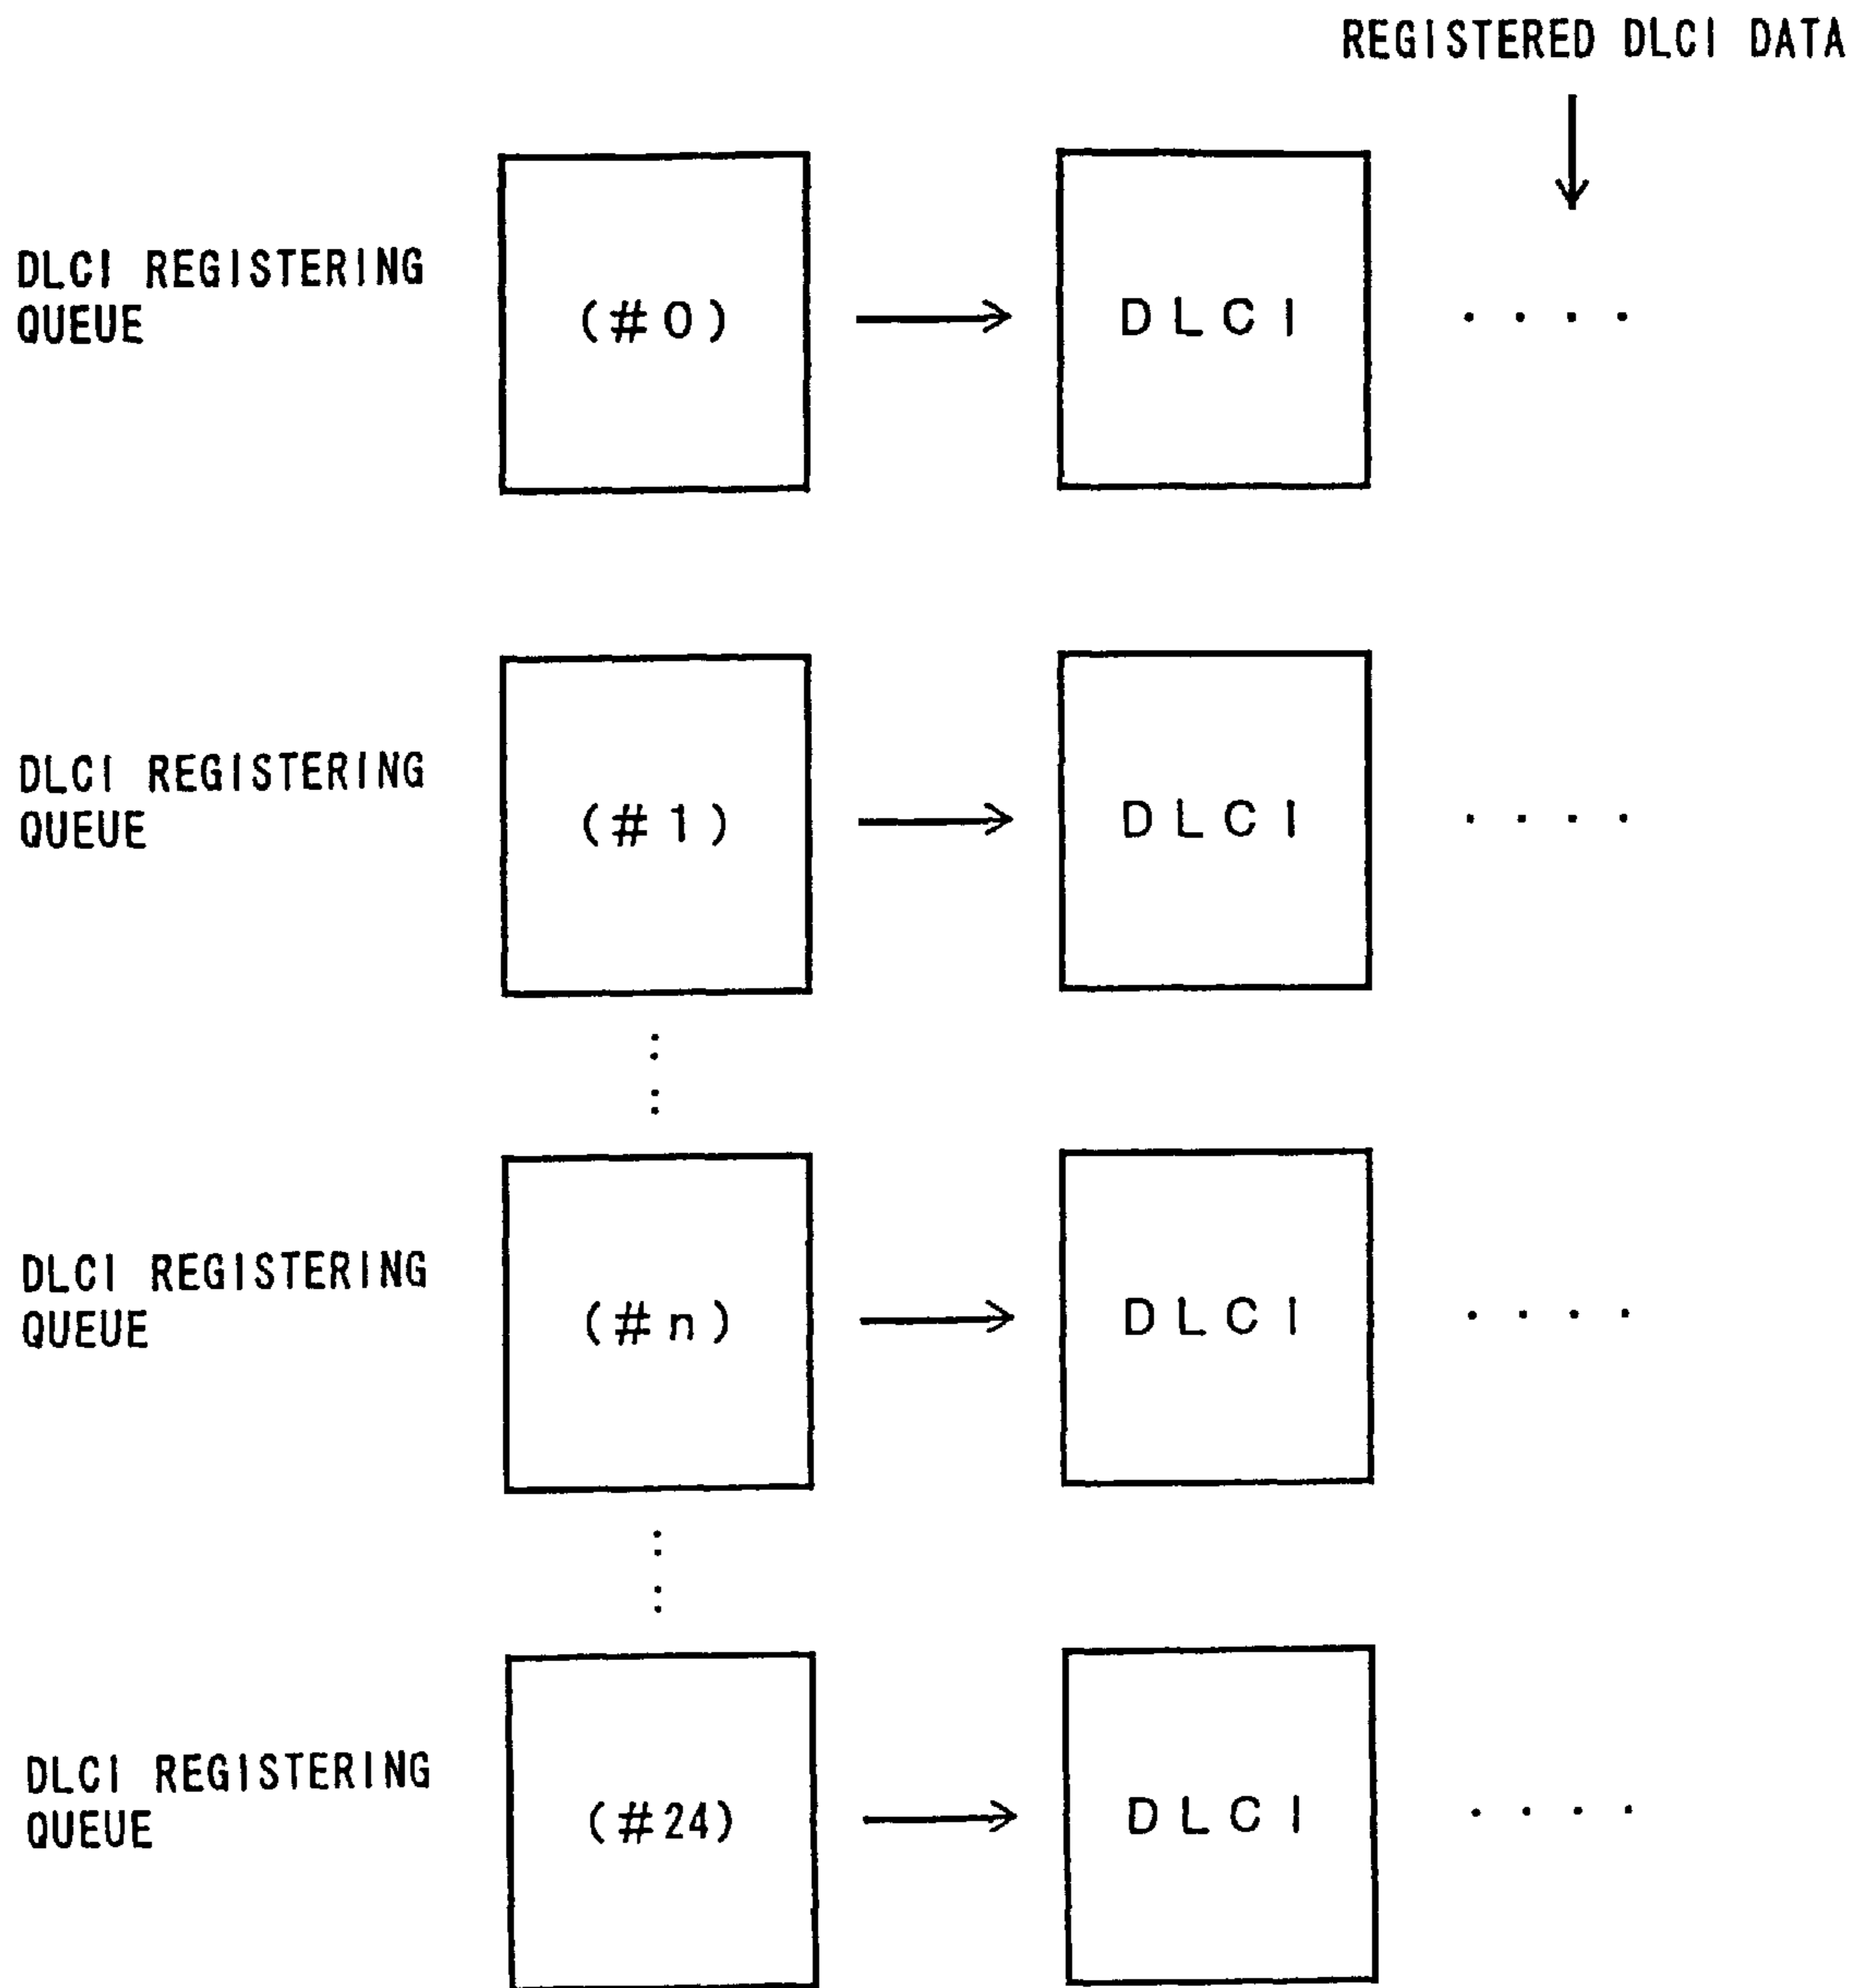 REGISTERED DLCI DATA
DLCI REGISTERING
QUEUE
(#0)
DLCI
. . . .
DLCI REGISTERING
QUEUE
(#1)
DLCI
. . . .
DLCI REGISTERING
QUEUE
(#n)
DLCI
. . . .
DLCI REGISTERING
QUEUE
(#24)
DLCI
. . . .